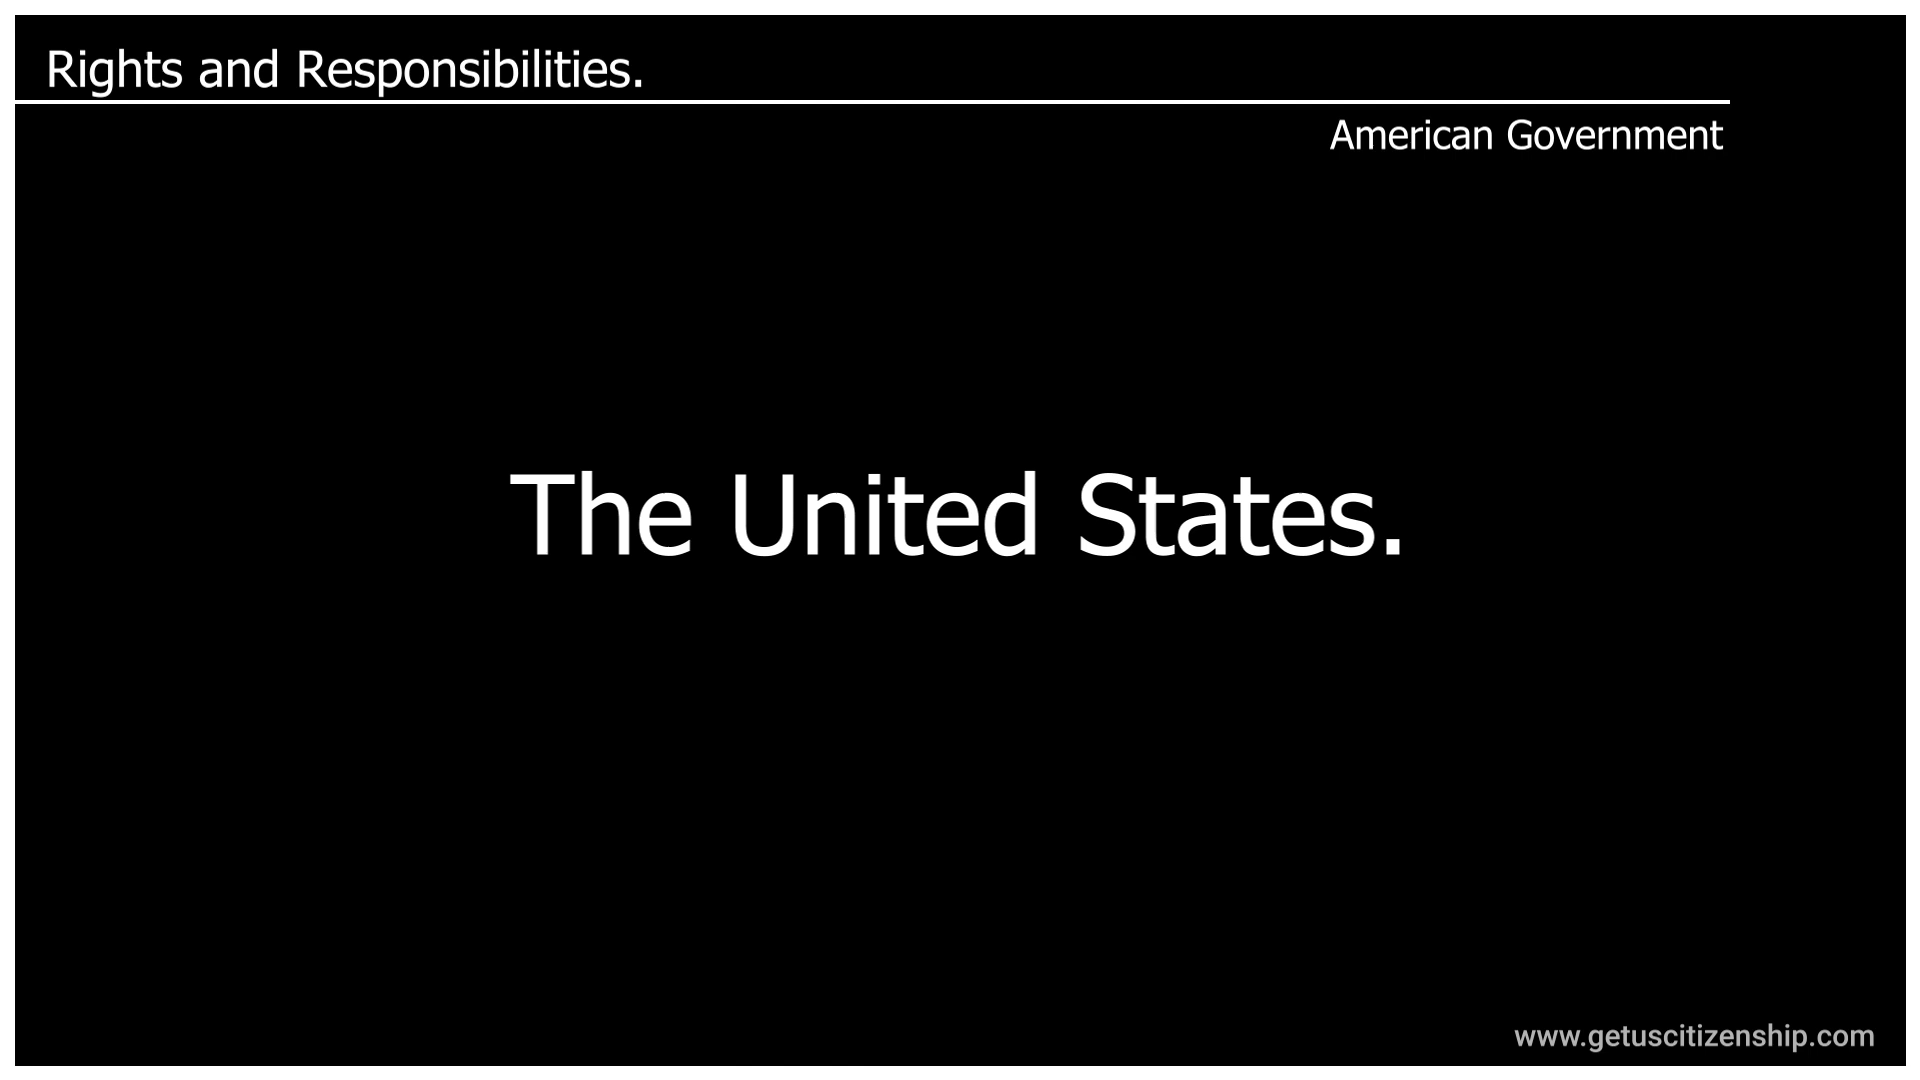 Rights and Responsibilities.
American Government
The United States.
www.getuscitizenship.com